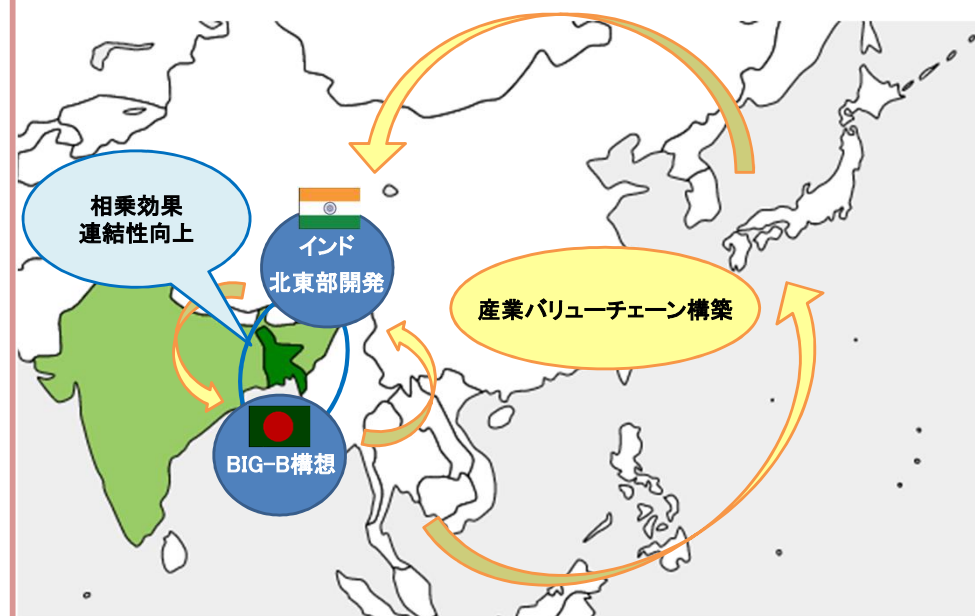 相乗効果
連結性向上
インド
北東部開発
産業バリューチェーン構築
BIG-B構想